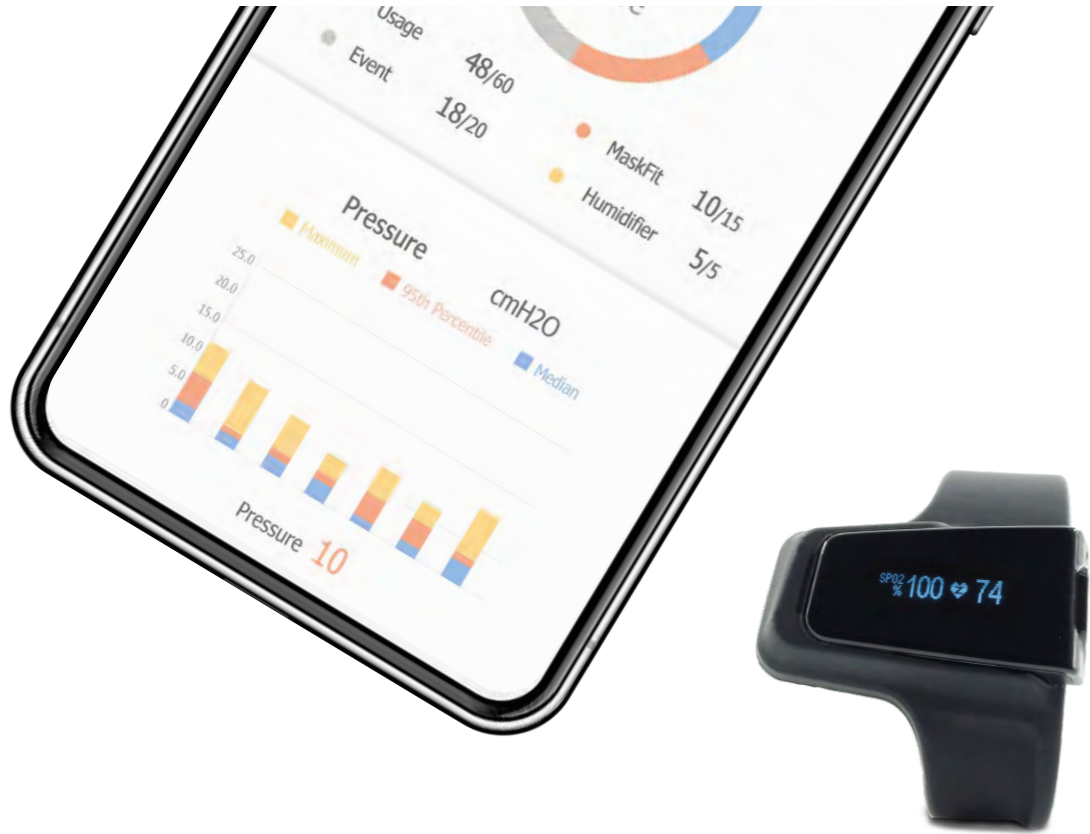 Usage
48/60
Event
18/20
MaskFit
10/15
Humidifier
5/5
Pressure
cmH2O
Maximum
95th Percentile
Median
25.0
20.0
15.0
10.0
5.0
0
Pressure 10
SPO2
% 100 74